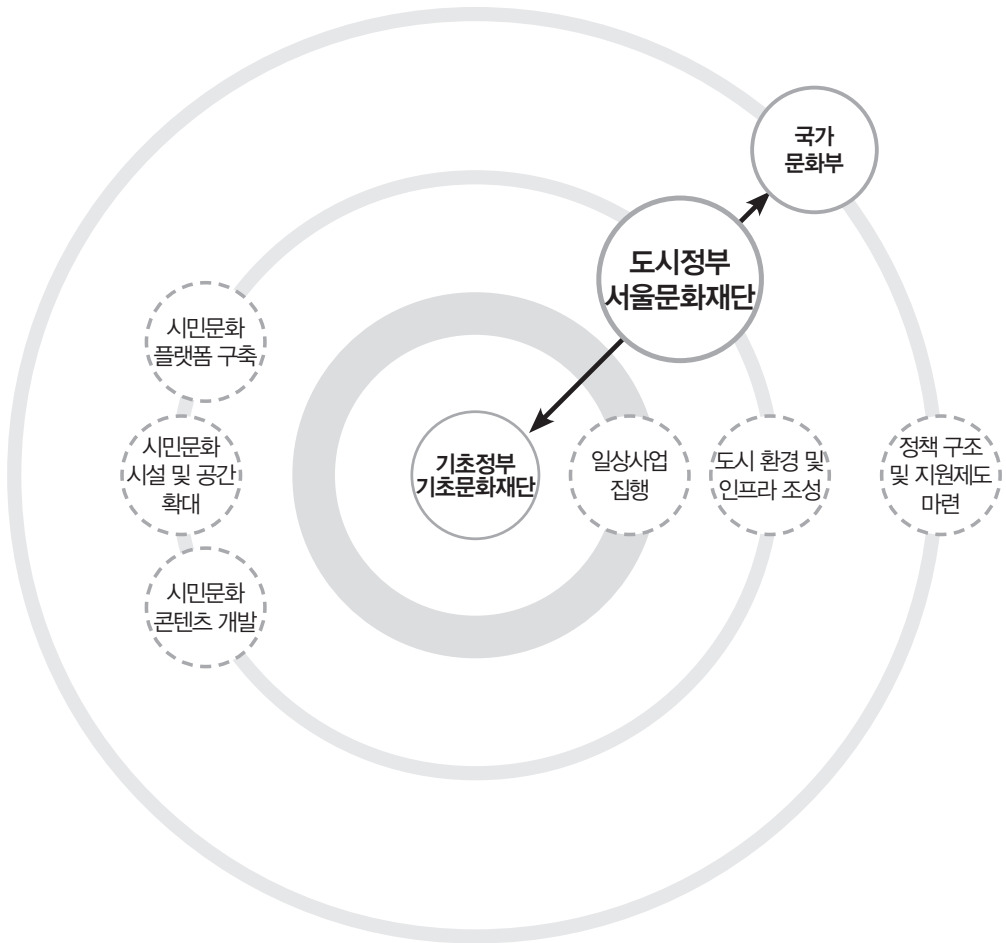 국가
문화부
도시정부
서울문화재단
시민문화
플랫폼 구축
시민문화
시설 및 공간
확대
기초정부
기초문화재단
일상사업
집행
도시 환경 및
인프라 조성
정책 구조
및 지원제도
마련
시민문화
콘텐츠 개발